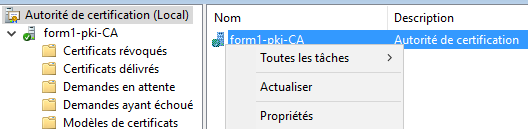 Autorité de certification (Local)
form1-pki-CA
Certificats révoqués
Certificats délivrés
Demandes en attente
Demandes ayant échoué
Modèles de certificats
Nom Description
form1-pki-CA Autorité de certification
Toutes les tâches
Actualiser
Propriétés